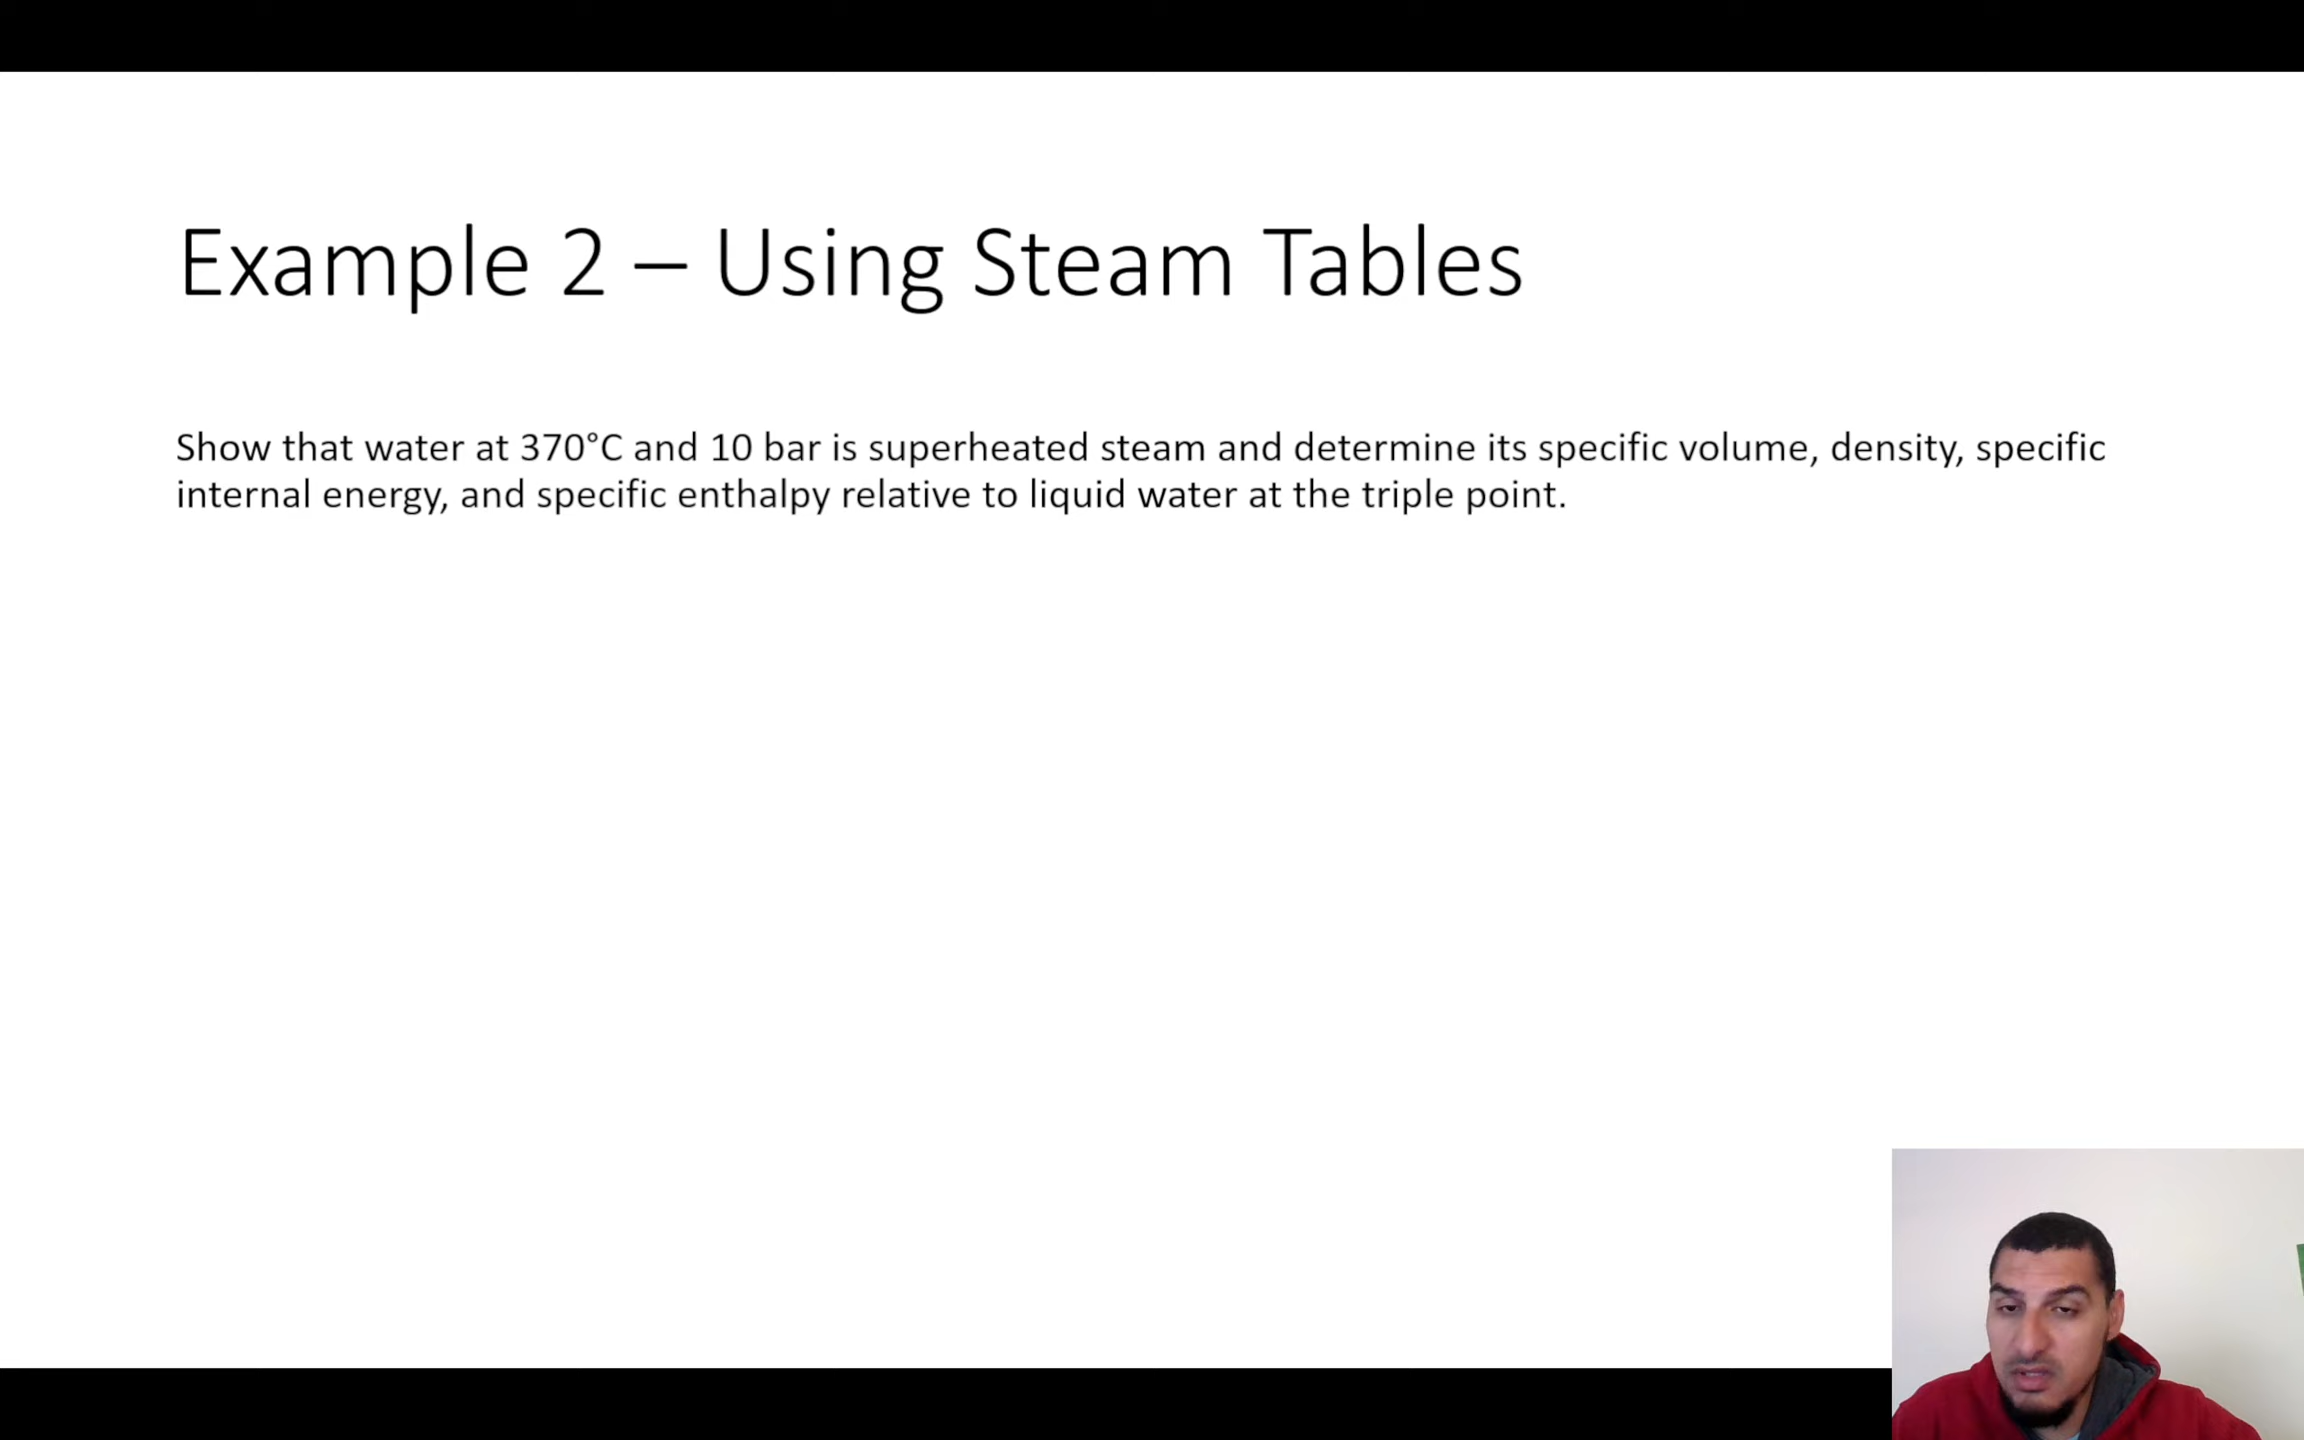 Example 2 – Using Steam Tables
Show that water at 370°C and 10 bar is superheated steam and determine its specific volume, density, specific
internal energy, and specific enthalpy relative to liquid water at the triple point.